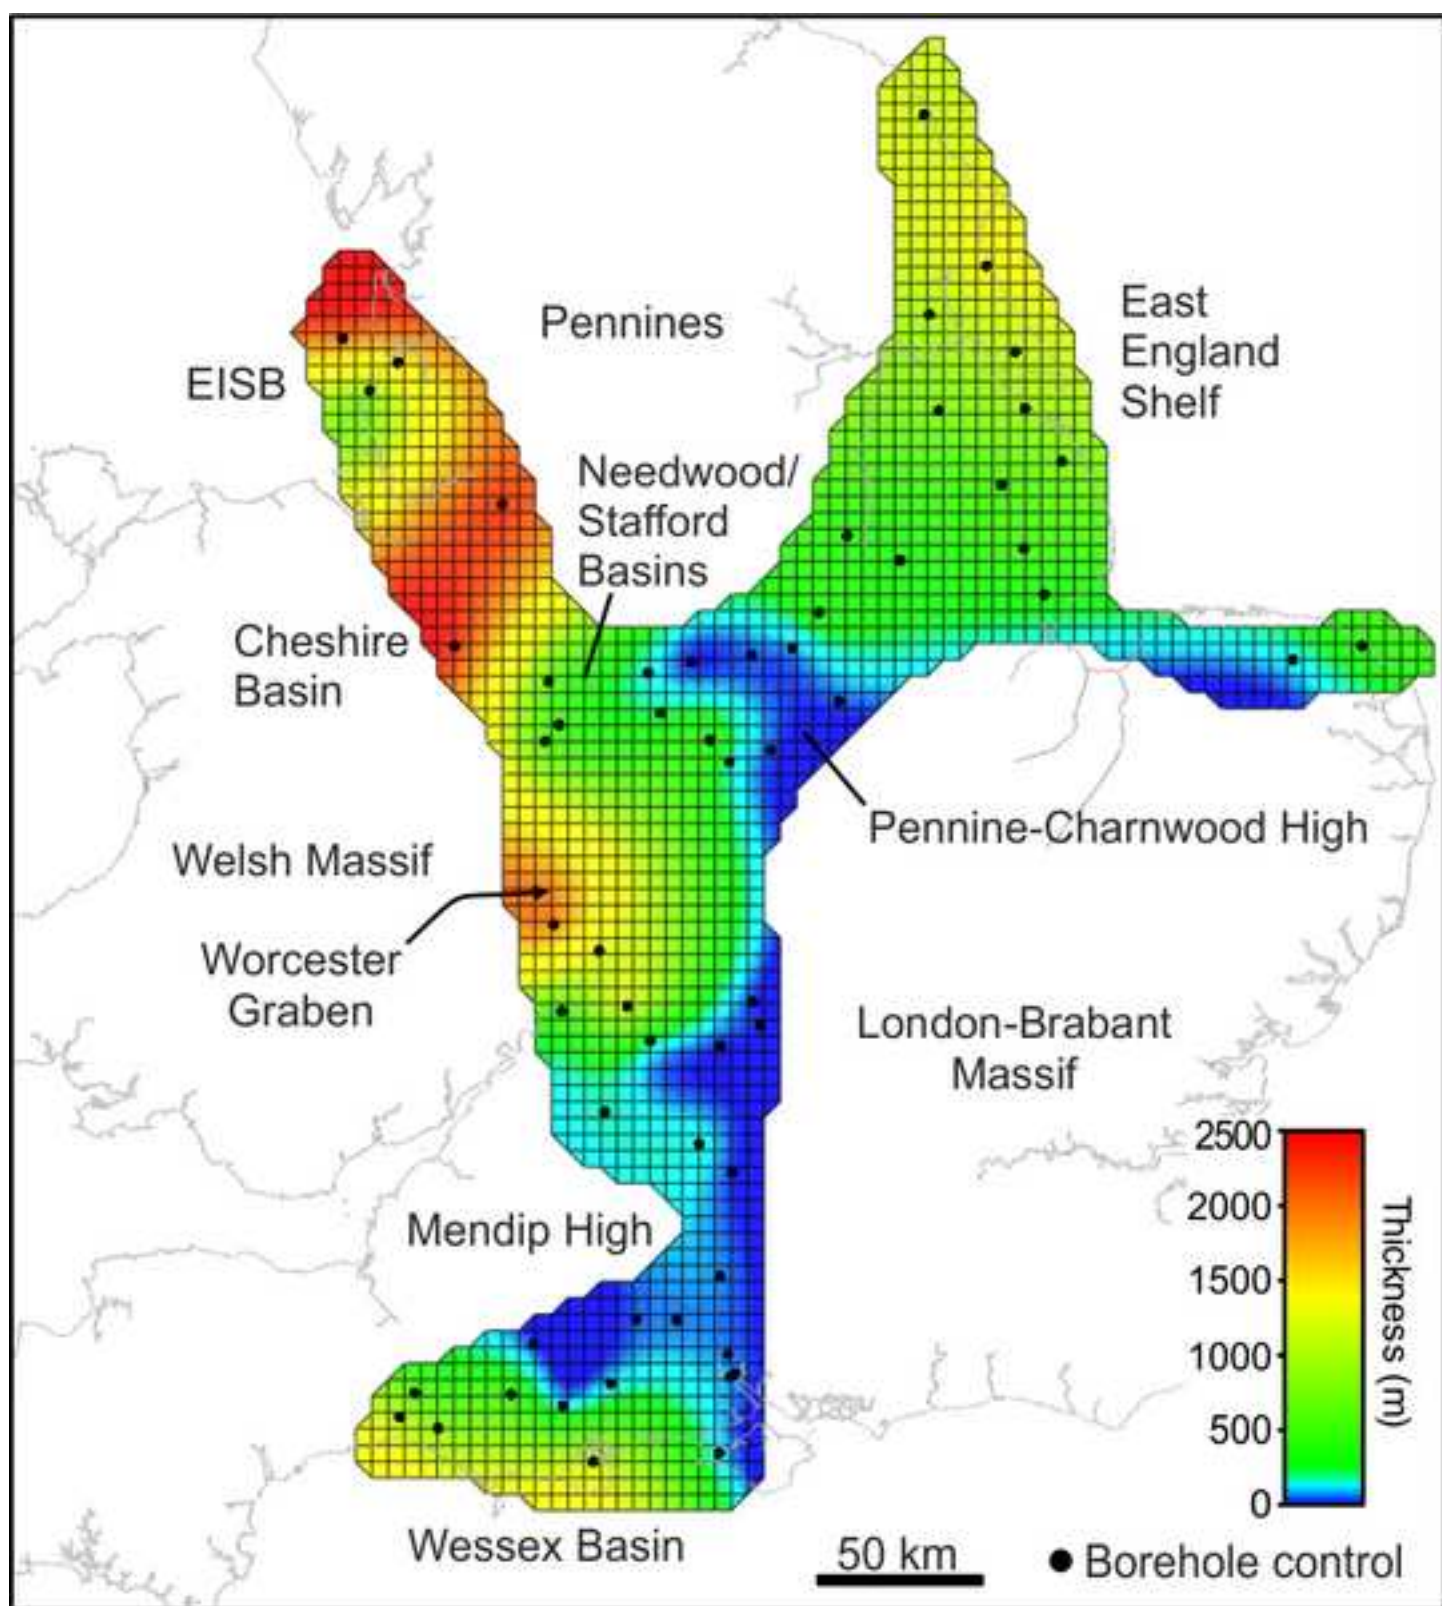 Pennines
East
England
Shelf
EISB
Needwood/
Stafford
Basins
Cheshire
Basin
Pennine-Charnwood High
Welsh Massif
Worcester
Graben
London-Brabant
Massif
Mendip High
2500
2000
1500
1000
500
0
Thickness (m)
Wessex Basin
50 km
Borehole control